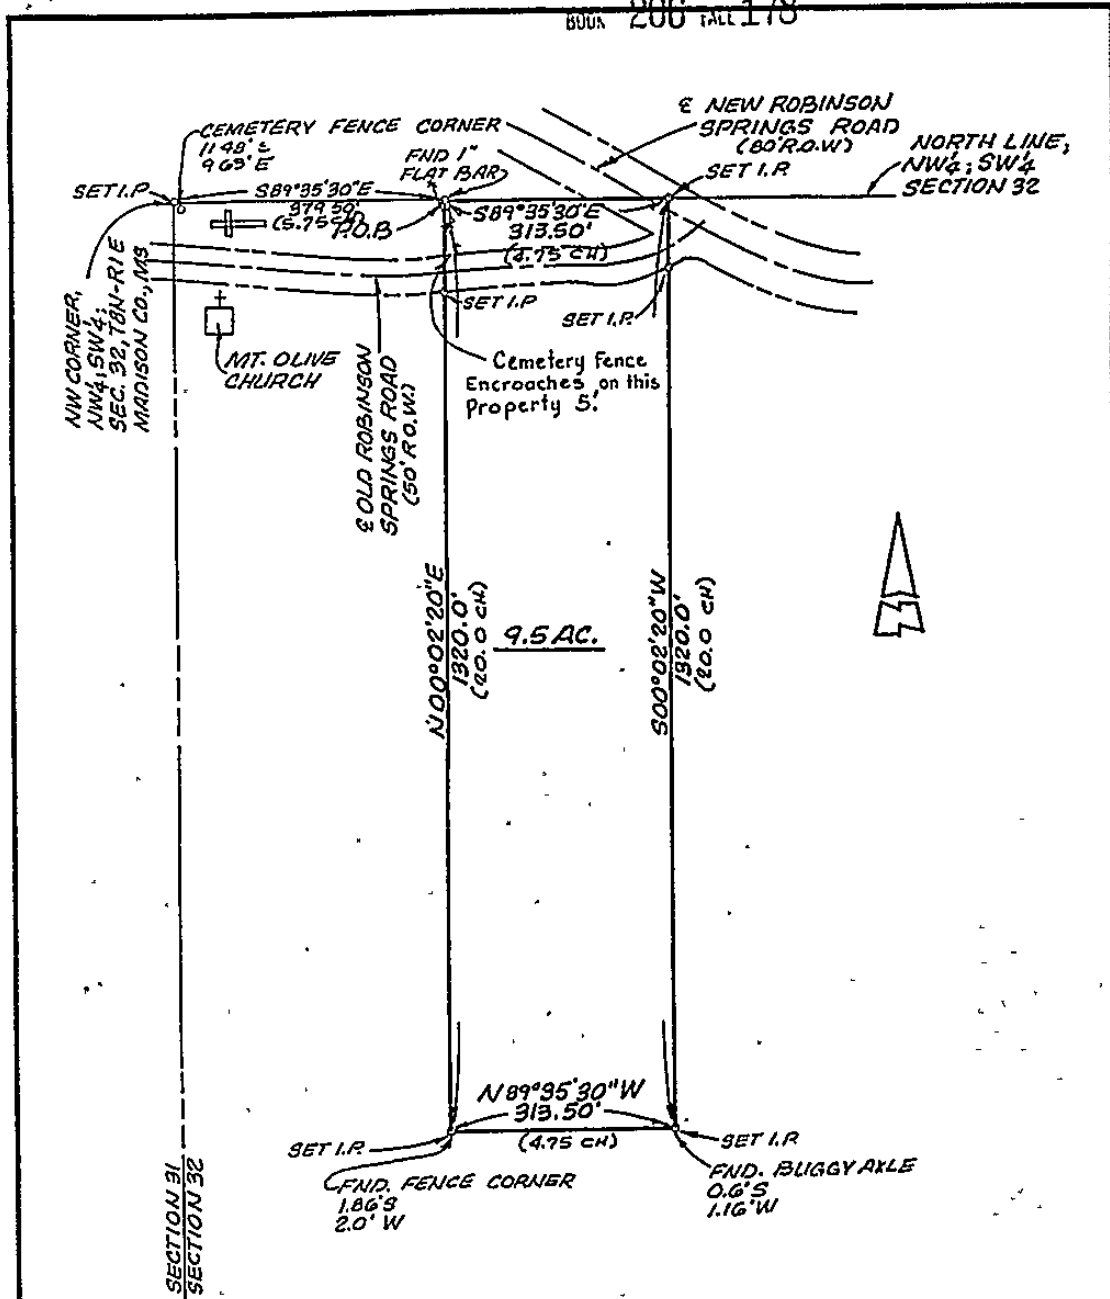 BOOK 206 PAGE 178
CEMETERY FENCE CORNER
11.48' S
9.63' E
FND 1"
FLAT BAR
℄ NEW ROBINSON
SPRINGS ROAD
(80' R.O.W)
NORTH LINE,
NW¼; SW¼
SECTION 32
SET I.P.
S89°35'30"E
379.50'
(5.75 CH)
P.O.B
S89°35'30"E
313.50'
(4.75 CH)
SET I.P.
NW CORNER,
NW¼; SW¼;
SEC. 32, T8N-R1E
MADISON CO., MS
MT. OLIVE
CHURCH
SET I.P.
SET I.P.
Cemetery Fence
Encroaches on this
Property 5'.
℄ OLD ROBINSON
SPRINGS ROAD
(50' R.O.W.)
N00°02'20"E
1320.0'
(20.0 CH)
9.5 AC.
S00°02'20"W
1320.0'
(20.0 CH)
N89°35'30"W
313.50'
(4.75 CH)
SET I.P.
SET I.P.
FND. FENCE CORNER
1.86'S
2.0' W
FND. BUGGY AXLE
0.6'S
1.16'W
SECTION 31
SECTION 32